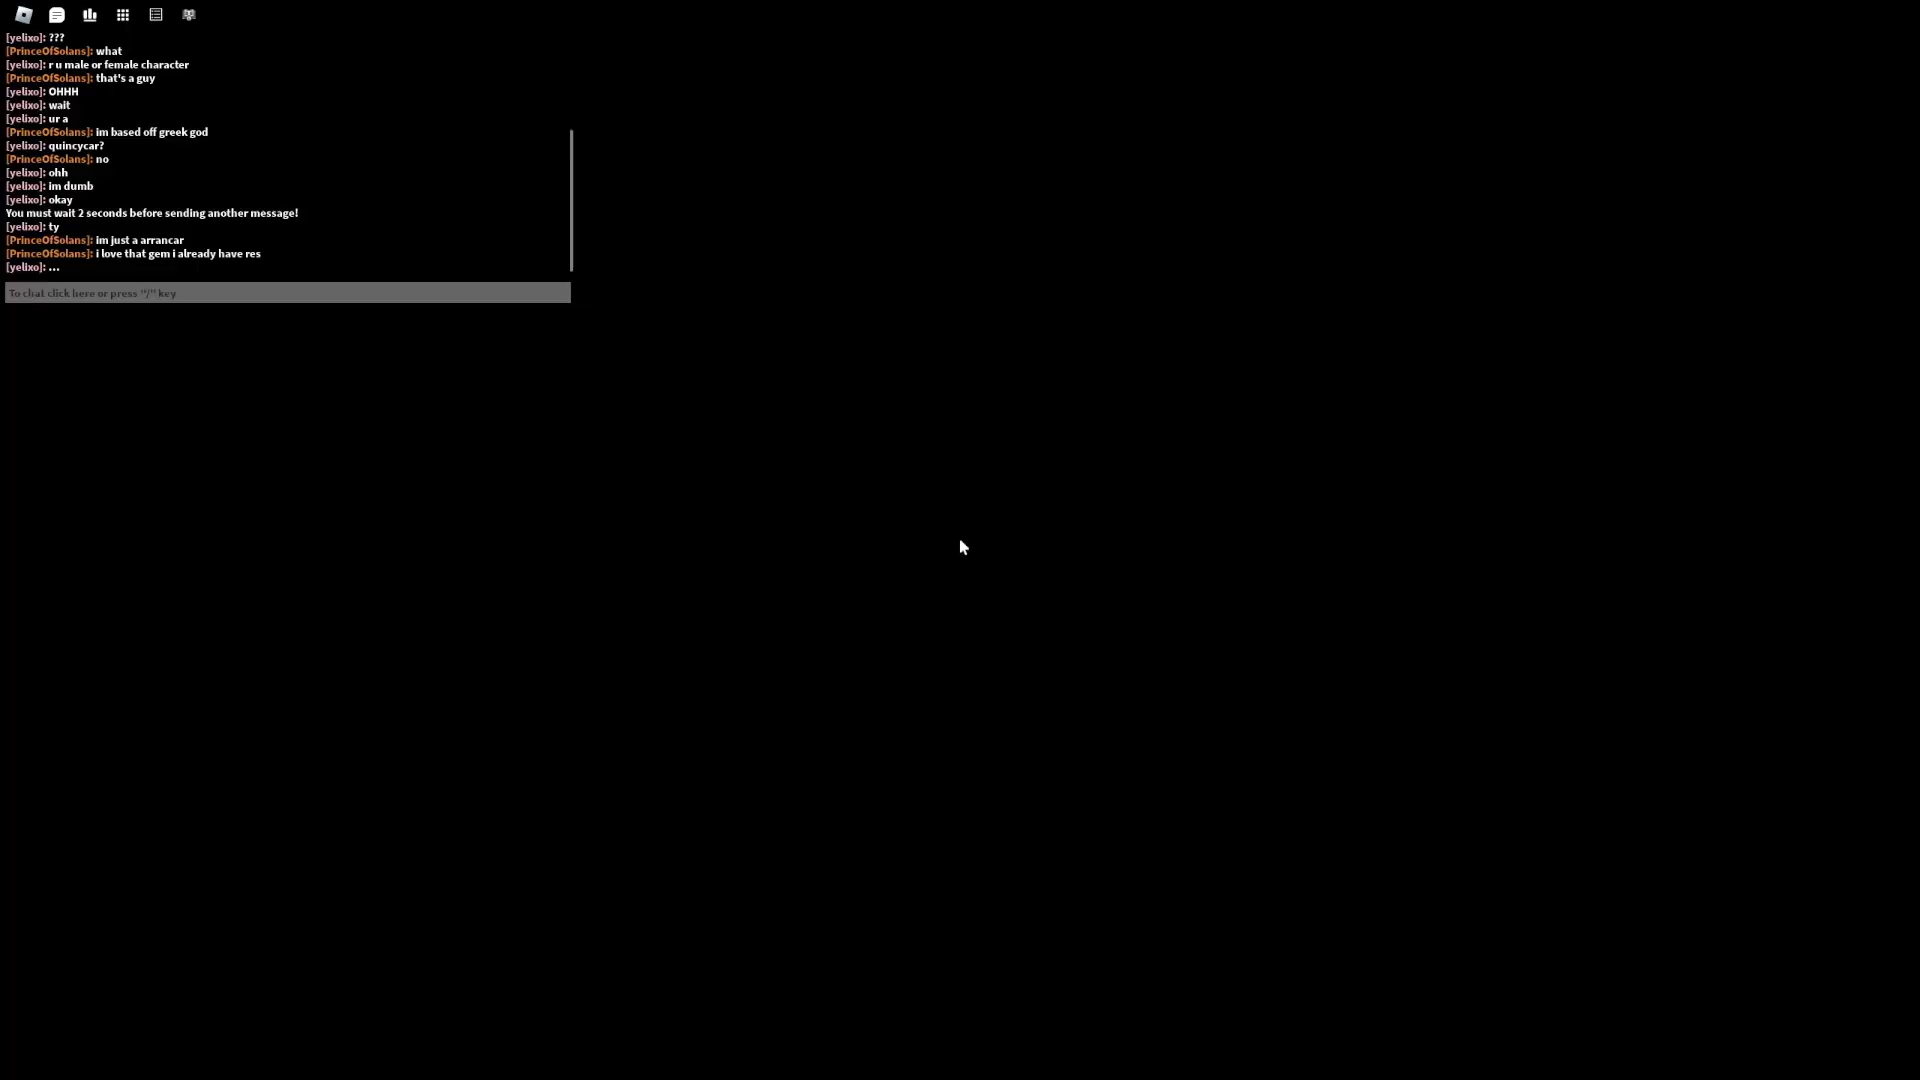 [yelixo]: ???
[PrinceOfSolans]: what
[yelixo]: r u male or female character
[PrinceOfSolans]: that's a guy
[yelixo]: OHHH
[yelixo]: wait
[yelixo]: ur a
[PrinceOfSolans]: im based off greek god
[yelixo]: quincycar?
[PrinceOfSolans]: no
[yelixo]: ohh
[yelixo]: im dumb
[yelixo]: okay
You must wait 2 seconds before sending another message!
[yelixo]: ty
[PrinceOfSolans]: im just a arrancar
[PrinceOfSolans]: i love that gem i already have res
[yelixo]: ...
To chat click here or press "/" key